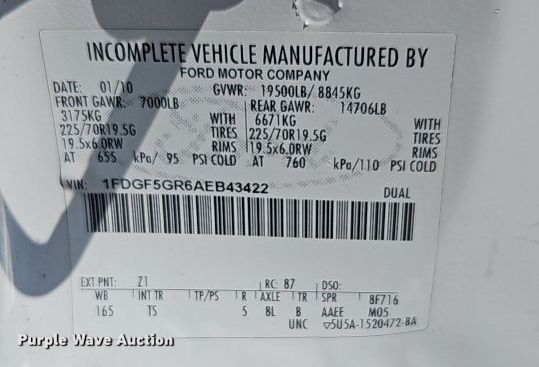 INCOMPLETE VEHICLE MANUFACTURED BY
FORD MOTOR COMPANY
DATE: 01/10 GVWR: 19500LB/ 8845KG
FRONT GAWR: 7000LB REAR GAWR: 14706LB
3175KG WITH 6671KG WITH
225/70R19.5G TIRES 225/70R19.5G TIRES
19.5x6.0RW RIMS 19.5x6.0RW RIMS
AT 655 kPa/ 95 PSI COLD AT 760 kPa/110 PSI COLD
VIN: 1FDGF5GR6AEB43422 DUAL
EXT PNT: Z1 RC: 87 DSO:
WB INT TR TP/PS R AXLE TR SPR 8F716
165 TS 5 8L B AAEE M05
UNC ▽5U5A-1520472-BA
Purple Wave Auction